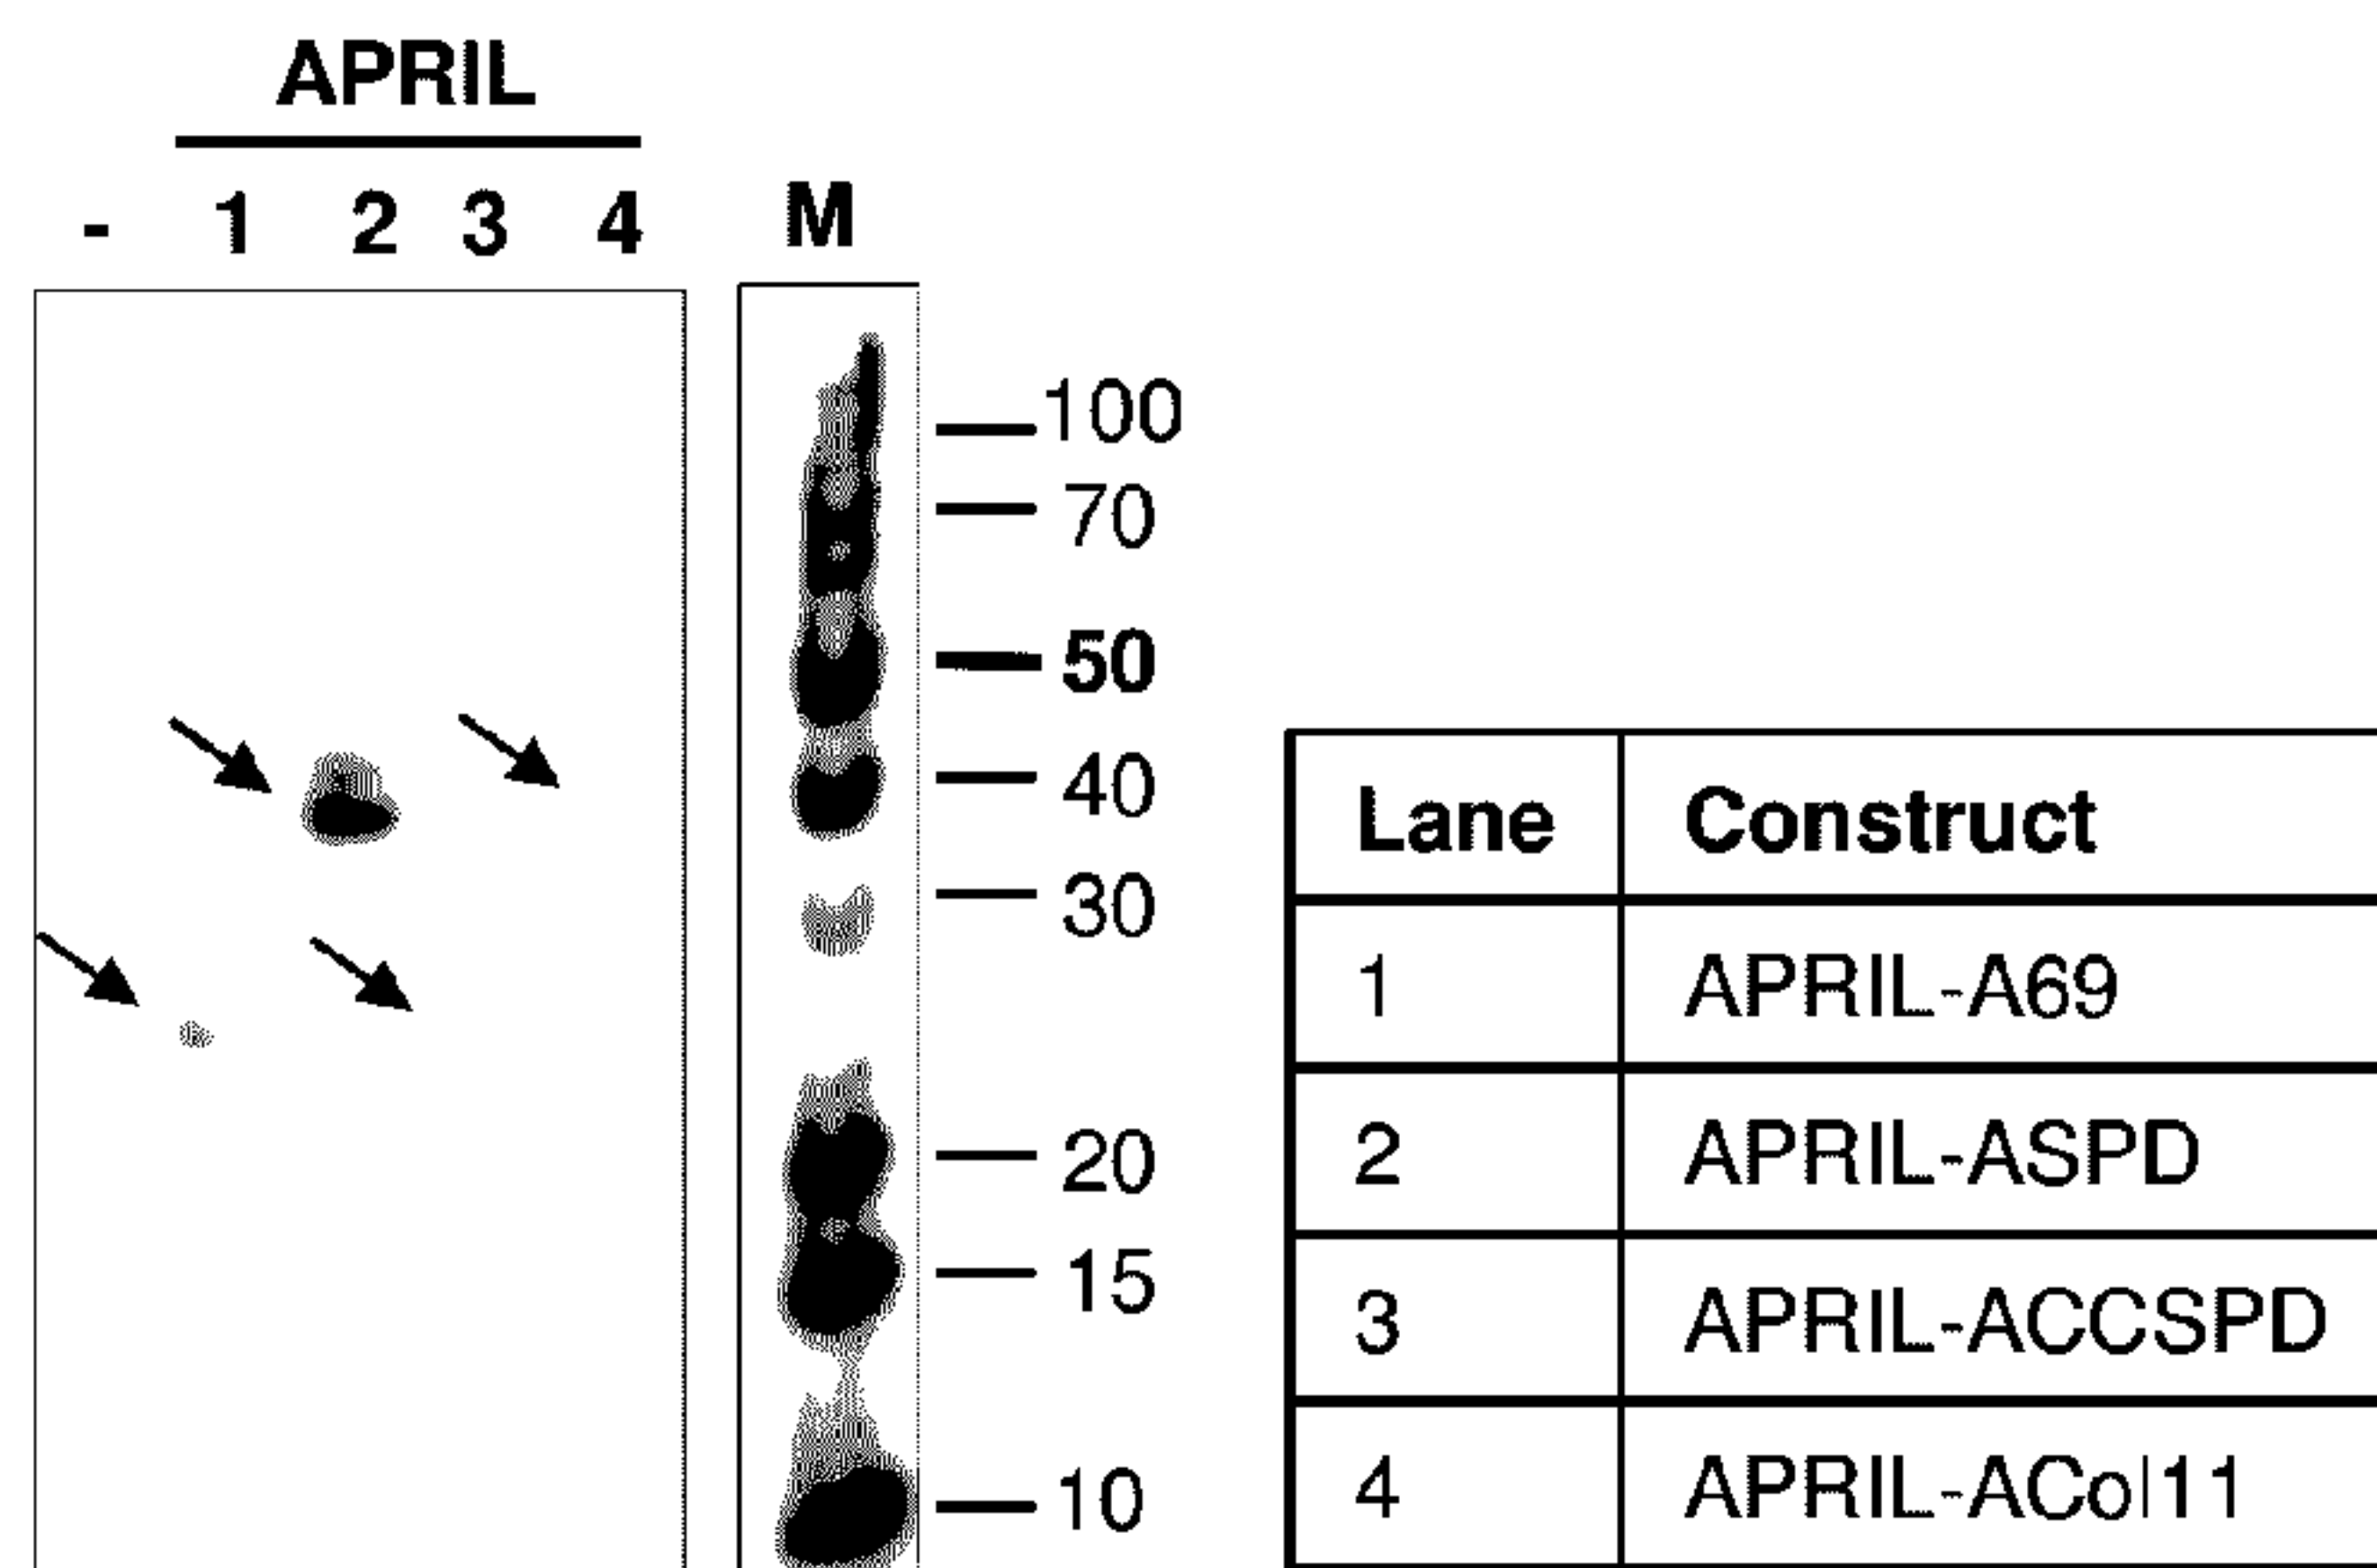 APRIL
- 1 2 3 4 M
100
70
50
40
30
20
15
10
Lane Construct
1 APRIL-A69
2 APRIL-ASPD
3 APRIL-ACCSPD
4 APRIL-ACol11